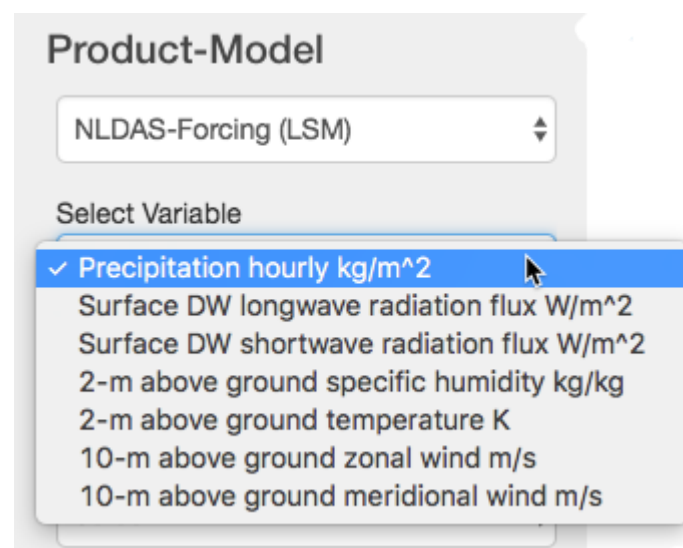 Product-Model
NLDAS-Forcing (LSM)
Select Variable
✓ Precipitation hourly kg/m^2
Surface DW longwave radiation flux W/m^2
Surface DW shortwave radiation flux W/m^2
2-m above ground specific humidity kg/kg
2-m above ground temperature K
10-m above ground zonal wind m/s
10-m above ground meridional wind m/s